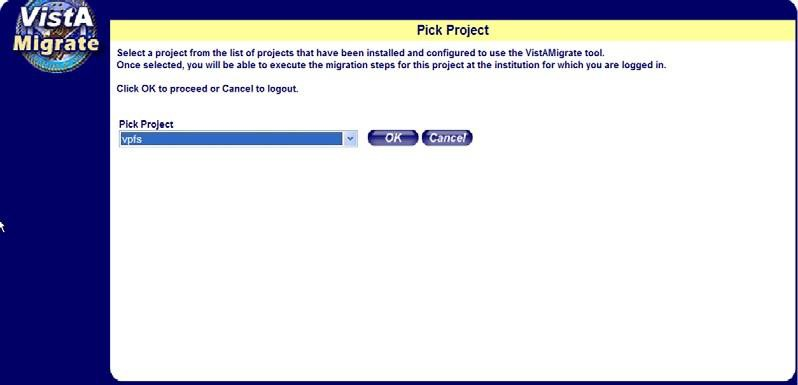 VistA
Migrate
Pick Project
Select a project from the list of projects that have been installed and configured to use the VistAMigrate tool.
Once selected, you will be able to execute the migration steps for this project at the institution for which you are logged in.
Click OK to proceed or Cancel to logout.
Pick Project
vpfs OK Cancel